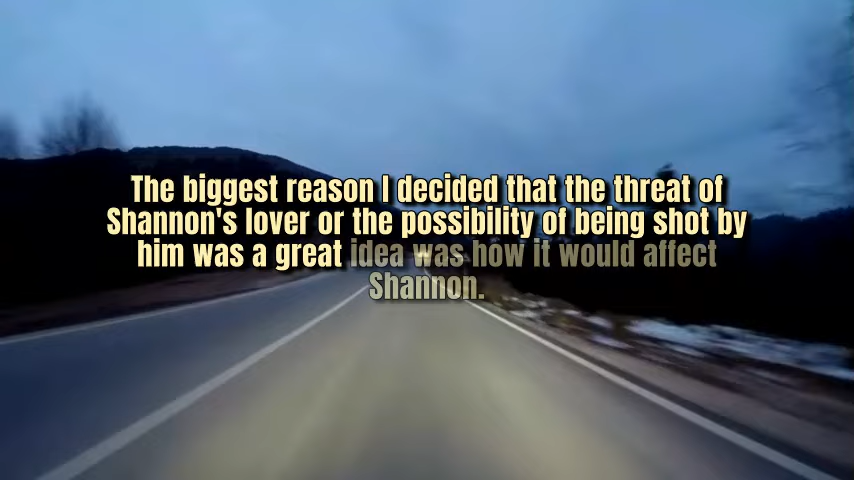 The biggest reason I decided that the threat of
Shannon's lover or the possibility of being shot by
him was a great idea was how it would affect
Shannon.